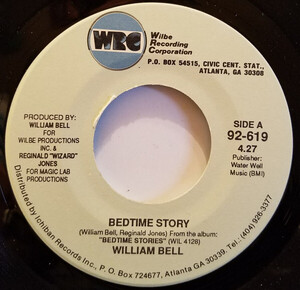 WRC
Wilbe
Recording
Corporation
P.O. BOX 54515, CIVIC CENT. STAT.,
ATLANTA, GA 30308
PRODUCED BY:
WILLIAM BELL
FOR
WILBE PRODUCTIONS
INC. &
REGINALD "WIZARD"
JONES
FOR MAGIC LAB
PRODUCTIONS
SIDE A
92-619
4.27
Publisher:
Water Well
Music (BMI)
BEDTIME STORY
(William Bell, Reginald Jones) From the album:
"BEDTIME STORIES" (WIL 4128)
WILLIAM BELL
Distributed by Ichiban Records Inc., P.O. Box 724677, Atlanta GA 30339. Tel.: (404) 926-3377